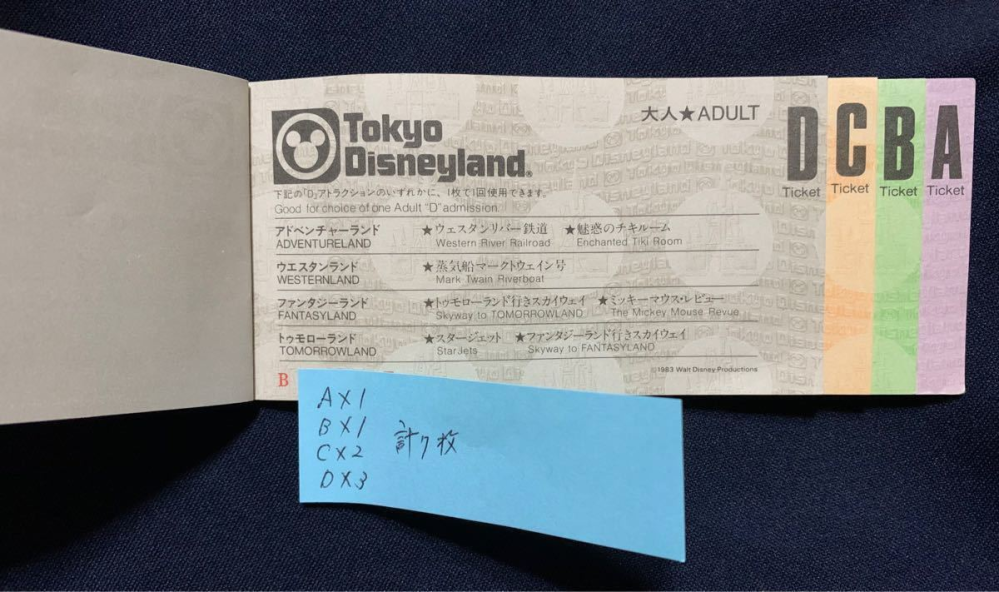 Tokyo
Disneyland®
大人★ADULT
D Ticket
C Ticket
B Ticket
A Ticket
下記の「D」アトラクションのいずれかに、1枚で1回使用できます。
Good for choice of one Adult "D" admission
アドベンチャーランド ★ウェスタンリバー鉄道 ★魅惑のチキルーム
ADVENTURELAND Western River Railroad Enchanted Tiki Room
ウエスタンランド ★蒸気船マークトウェイン号
WESTERNLAND Mark Twain Riverboat
ファンタジーランド ★トゥモローランド行きスカイウェイ ★ミッキーマウス・レビュー
FANTASYLAND Skyway to TOMORROWLAND The Mickey Mouse Revue
トゥモローランド ★スタージェット ★ファンタジーランド行きスカイウェイ
TOMORROWLAND StarJets Skyway to FANTASYLAND
©1983 Walt Disney Productions
B
A×1
B×1
C×2
D×3
計7枚